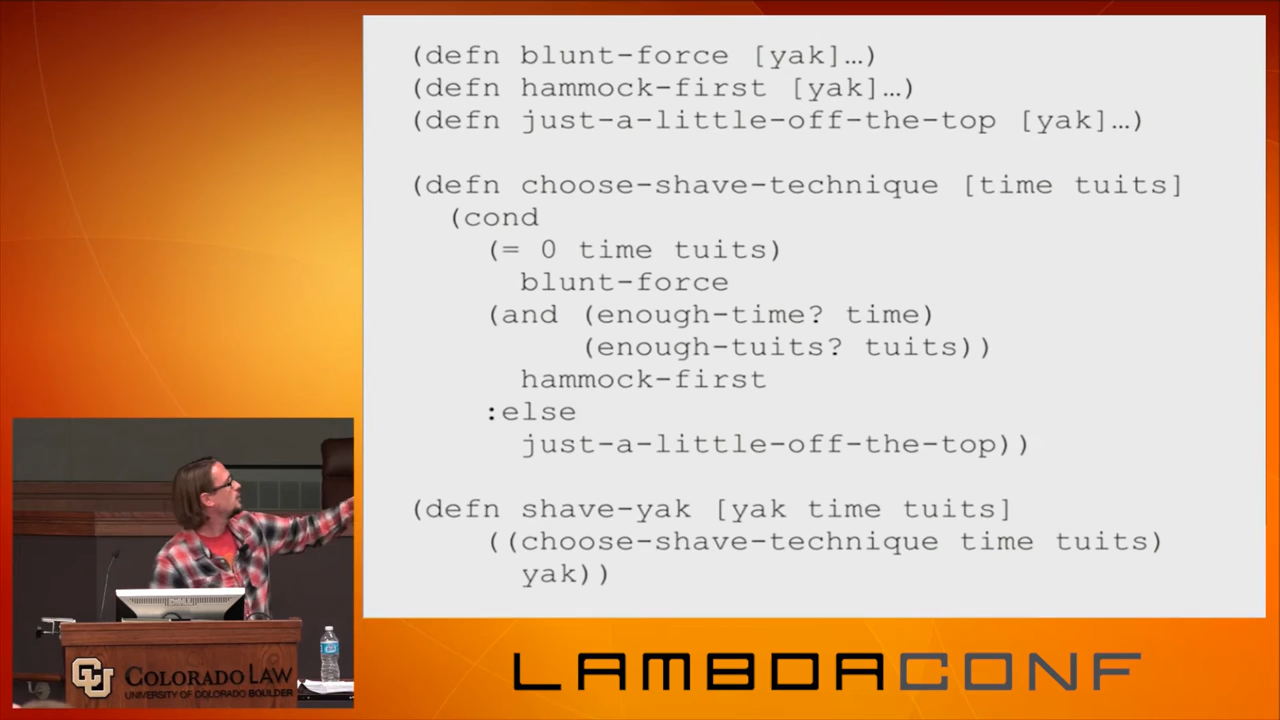 (defn blunt-force [yak]…)
(defn hammock-first [yak]…)
(defn just-a-little-off-the-top [yak]…)
(defn choose-shave-technique [time tuits]
(cond
(= 0 time tuits)
blunt-force
(and (enough-time? time)
(enough-tuits? tuits))
hammock-first
:else
just-a-little-off-the-top))
(defn shave-yak [yak time tuits]
((choose-shave-technique time tuits)
yak))
CU COLORADO LAW
UNIVERSITY OF COLORADO BOULDER
LAMBDACONF